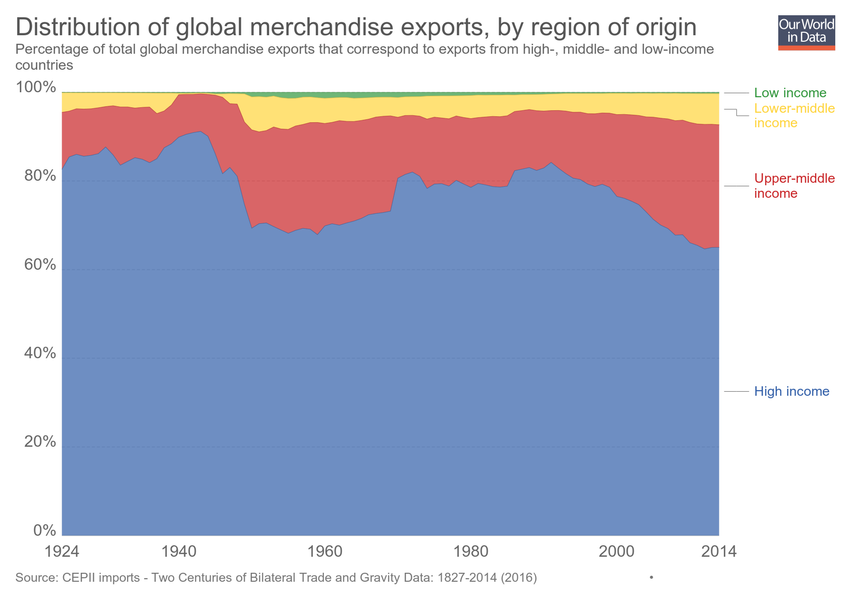 Distribution of global merchandise exports, by region of origin
Our World
in Data
Percentage of total global merchandise exports that correspond to exports from high-, middle- and low-income
countries
100%
80%
60%
40%
20%
0%
Low income
Lower-middle
income
Upper-middle
income
High income
1924
1940
1960
1980
2000
2014
Source: CEPII imports - Two Centuries of Bilateral Trade and Gravity Data: 1827-2014 (2016)
•